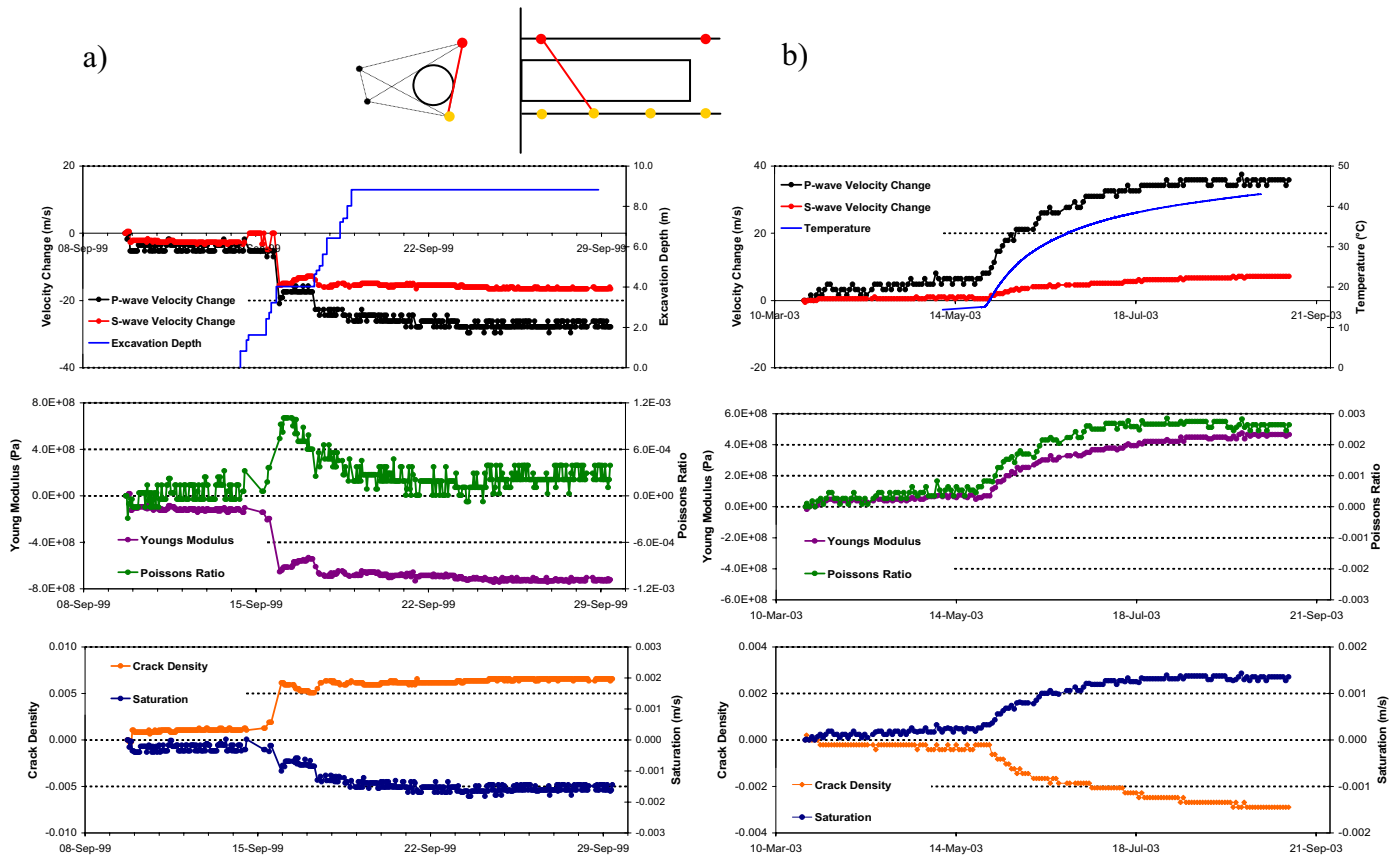 a)
b)
20
0
-20
-40
08-Sep-99
15-Sep-99
22-Sep-99
29-Sep-99
10.0
8.0
6.0
4.0
2.0
0.0
Velocity Change (m/s)
Excavation Depth (m)
P-wave Velocity Change
S-wave Velocity Change
Excavation Depth
40
20
0
-20
10-Mar-03
14-May-03
18-Jul-03
21-Sep-03
50
40
30
20
10
0
Velocity Change (m/s)
Temperature (°C)
P-wave Velocity Change
S-wave Velocity Change
Temperature
8.0E+08
4.0E+08
0.0E+00
-4.0E+08
-8.0E+08
08-Sep-99
15-Sep-99
22-Sep-99
29-Sep-99
1.2E-03
6.0E-04
0.0E+00
-6.0E-04
-1.2E-03
Young Modulus (Pa)
Poissons Ratio
Youngs Modulus
Poissons Ratio
6.0E+08
4.0E+08
2.0E+08
0.0E+00
-2.0E+08
-4.0E+08
-6.0E+08
10-Mar-03
14-May-03
18-Jul-03
21-Sep-03
0.003
0.002
0.001
0.000
-0.001
-0.002
-0.003
Young Modulus (Pa)
Poissons Ratio
Youngs Modulus
Poissons Ratio
0.010
0.005
0.000
-0.005
-0.010
08-Sep-99
15-Sep-99
22-Sep-99
29-Sep-99
0.003
0.002
0.001
0.000
-0.001
-0.002
-0.003
Crack Density
Saturation (m/s)
Crack Density
Saturation
0.004
0.002
0.000
-0.002
-0.004
10-Mar-03
14-May-03
18-Jul-03
21-Sep-03
0.002
0.001
0.000
-0.001
-0.002
Crack Density
Saturation (m/s)
Crack Density
Saturation